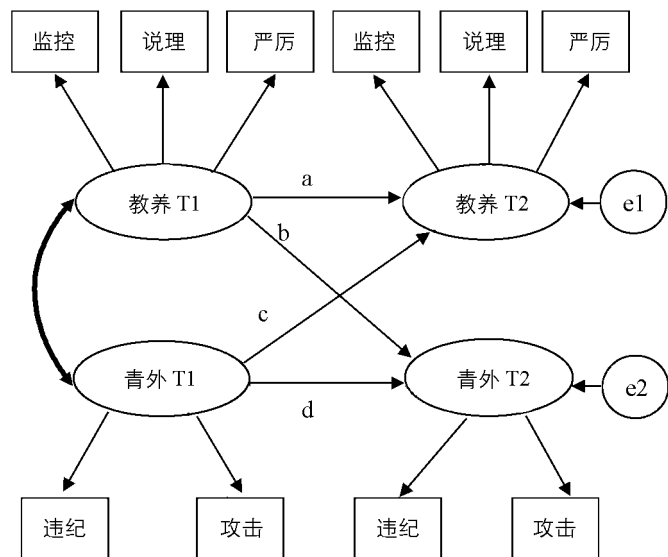 监控 说理 严厉 监控 说理 严厉
a
教养 T1 教养 T2 e1
b
c
青外 T1 青外 T2 e2
d
违纪 攻击 违纪 攻击